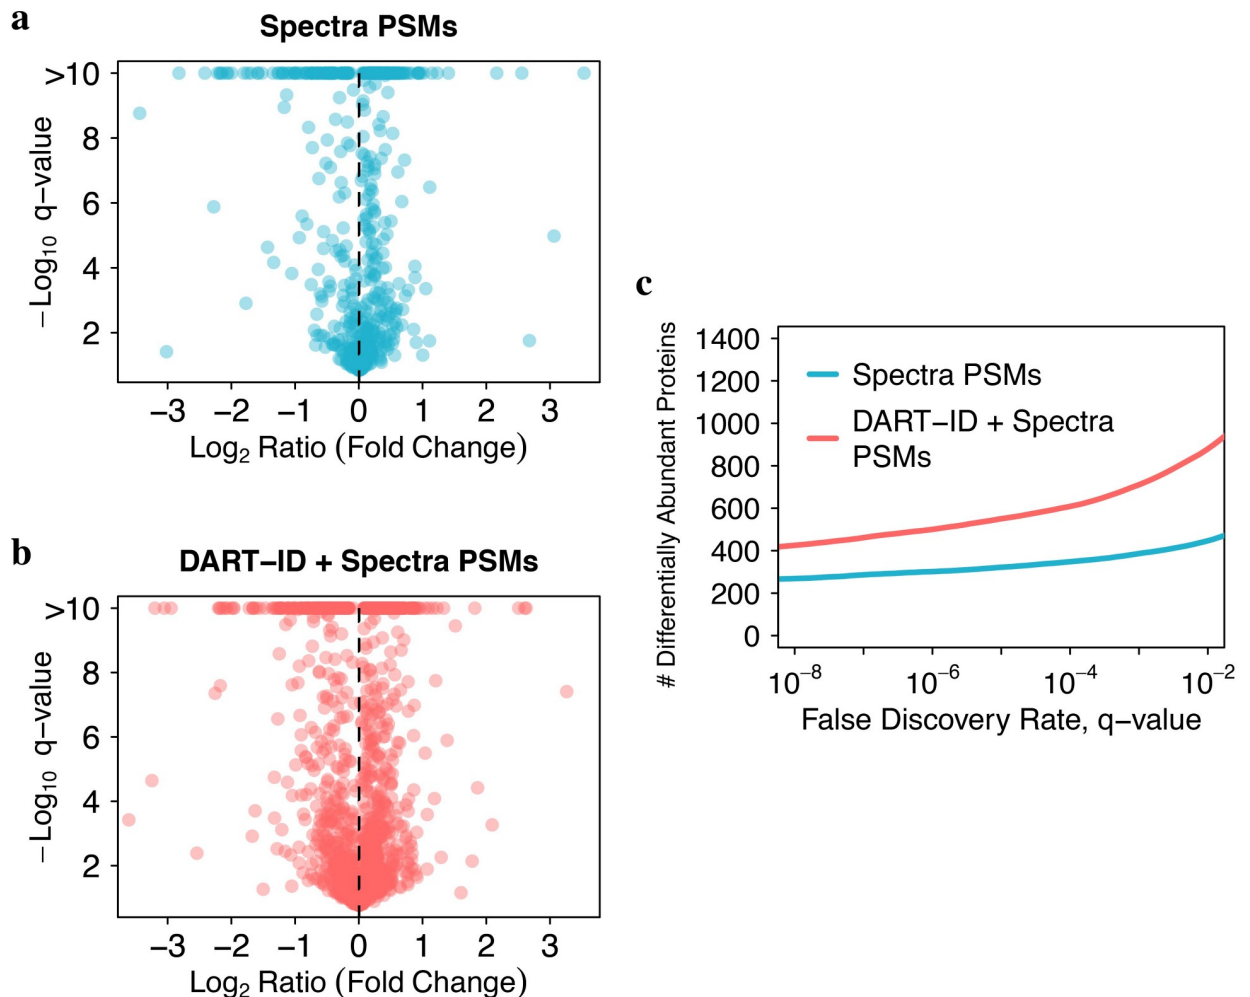 a
Spectra PSMs
>10
8
6
4
2
−Log10 q−value
−3 −2 −1 0 1 2 3
Log2 Ratio (Fold Change)
b
DART−ID + Spectra PSMs
>10
8
6
4
2
−Log10 q−value
−3 −2 −1 0 1 2 3
Log2 Ratio (Fold Change)
c
# Differentially Abundant Proteins
1400
1200
1000
800
600
400
200
0
Spectra PSMs
DART−ID + Spectra
PSMs
10−8 10−6 10−4 10−2
False Discovery Rate, q−value